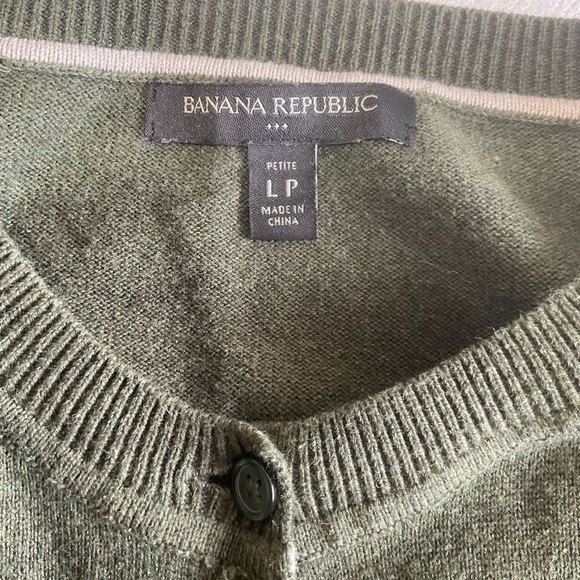 BANANA REPUBLIC
PETITE
L P
MADE IN
CHINA